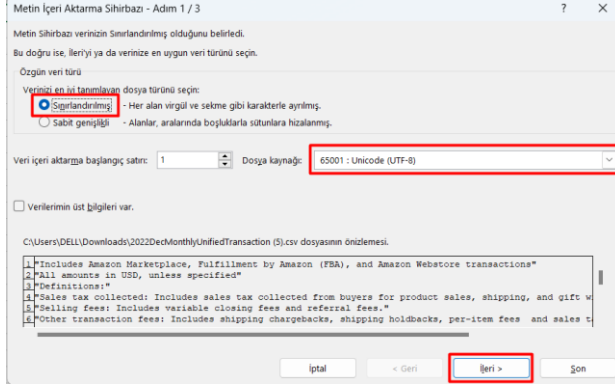 Metin İçeri Aktarma Sihirbazı - Adım 1 / 3
Metin Sihirbazı verinizin Sınırlandırılmış olduğunu belirledi.
Bu doğru ise, İleri'yi ya da verinize en uygun veri türünü seçin.
Özgün veri türü
Verinizi en iyi tanımlayan dosya türünü seçin:
Sınırlandırılmış - Her alan virgül ve sekme gibi karakterle ayrılmış.
Sabit genişlikli - Alanlar, aralarında boşluklarla sütunlara hizalanmış.
Veri içeri aktarma başlangıç satırı: 1 Dosya kaynağı: 65001 : Unicode (UTF-8)
Verilerimin üst bilgileri var.
C:\Users\DELL\Downloads\2022DecMonthlyUnifiedTransaction (5).csv dosyasının önizlemesi.
1 "Includes Amazon Marketplace, Fulfillment by Amazon (FBA), and Amazon Webstore transactions"
2 "All amounts in USD, unless specified"
3 "Definitions:"
4 "Sales tax collected: Includes sales tax collected from buyers for product sales, shipping, and gift w
5 "Selling fees: Includes variable closing fees and referral fees."
6 "Other transaction fees: Includes shipping chargebacks, shipping holdbacks, per-item fees and sales t
İptal < Geri İleri > Son